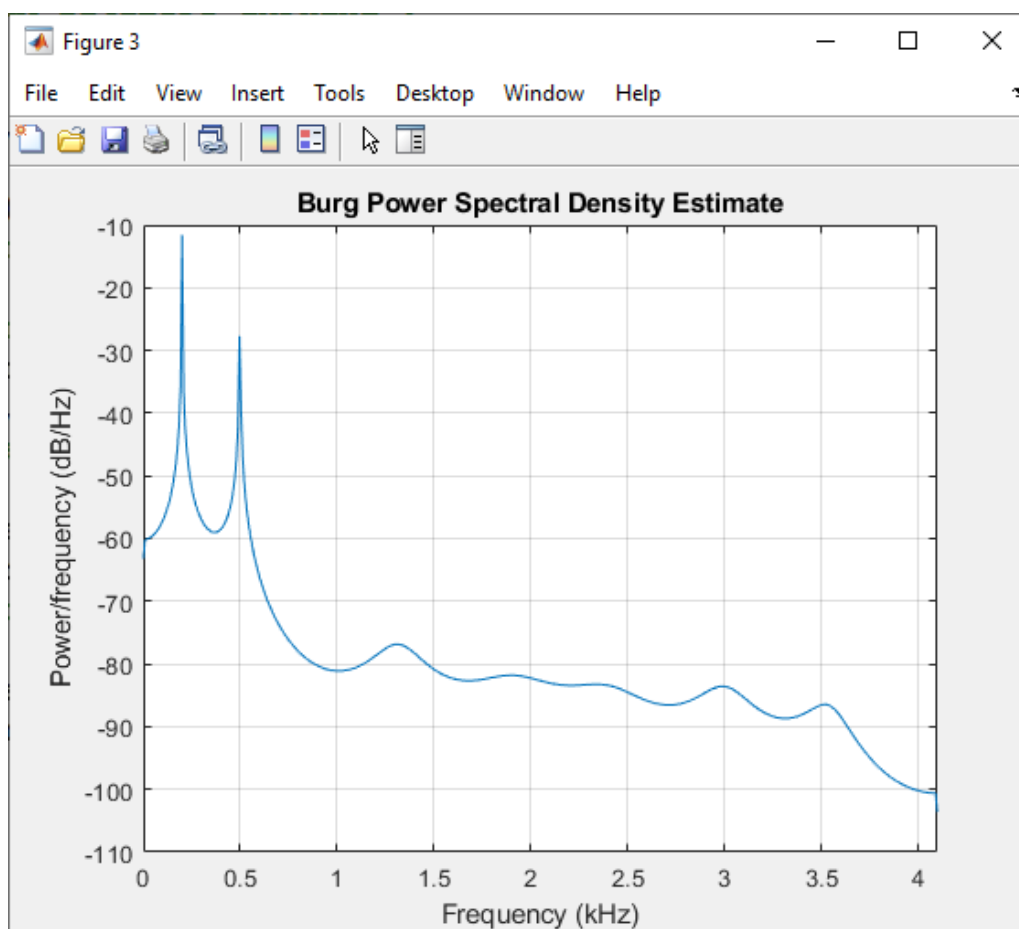 Figure 3
File Edit View Insert Tools Desktop Window Help
Burg Power Spectral Density Estimate
-10
-20
-30
-40
-50
-60
-70
-80
-90
-100
-110
Power/frequency (dB/Hz)
0 0.5 1 1.5 2 2.5 3 3.5 4
Frequency (kHz)